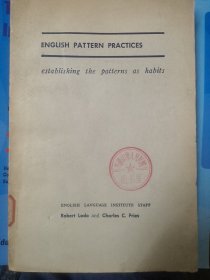 ENGLISH PATTERN PRACTICES
establishing the patterns as habits
ENGLISH LANGUAGE INSTITUTE STAFF
Robert Lado and Charles C. Fries